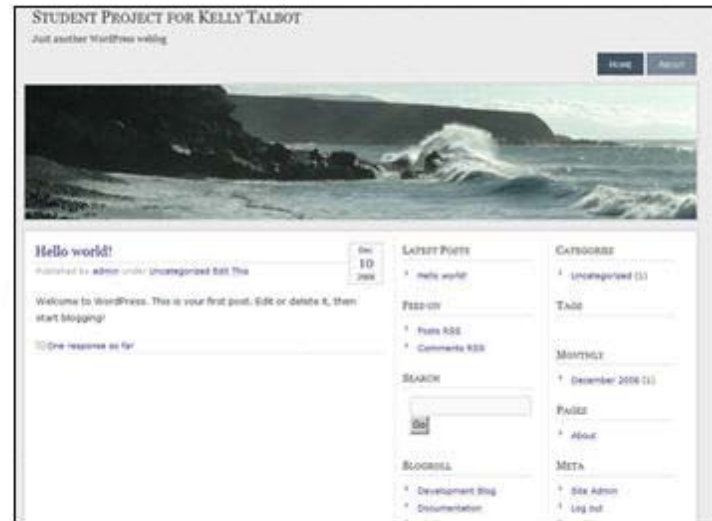 STUDENT PROJECT FOR KELLY TALBOT
Just another WordPress weblog
HOME ABOUT
Hello world!
Published by admin under Uncategorized Edit This
Dec
10
Welcome to WordPress. This is your first post. Edit or delete it, then
start blogging!
One response so far
LATEST POSTS
Hello world!
FEED ON
Posts RSS
Comments RSS
SEARCH
Go
BLOGROLL
Development Blog
Documentation
CATEGORIES
Uncategorized (1)
TAGS
MONTHLY
December 2008 (1)
PAGES
About
META
Site Admin
Log out